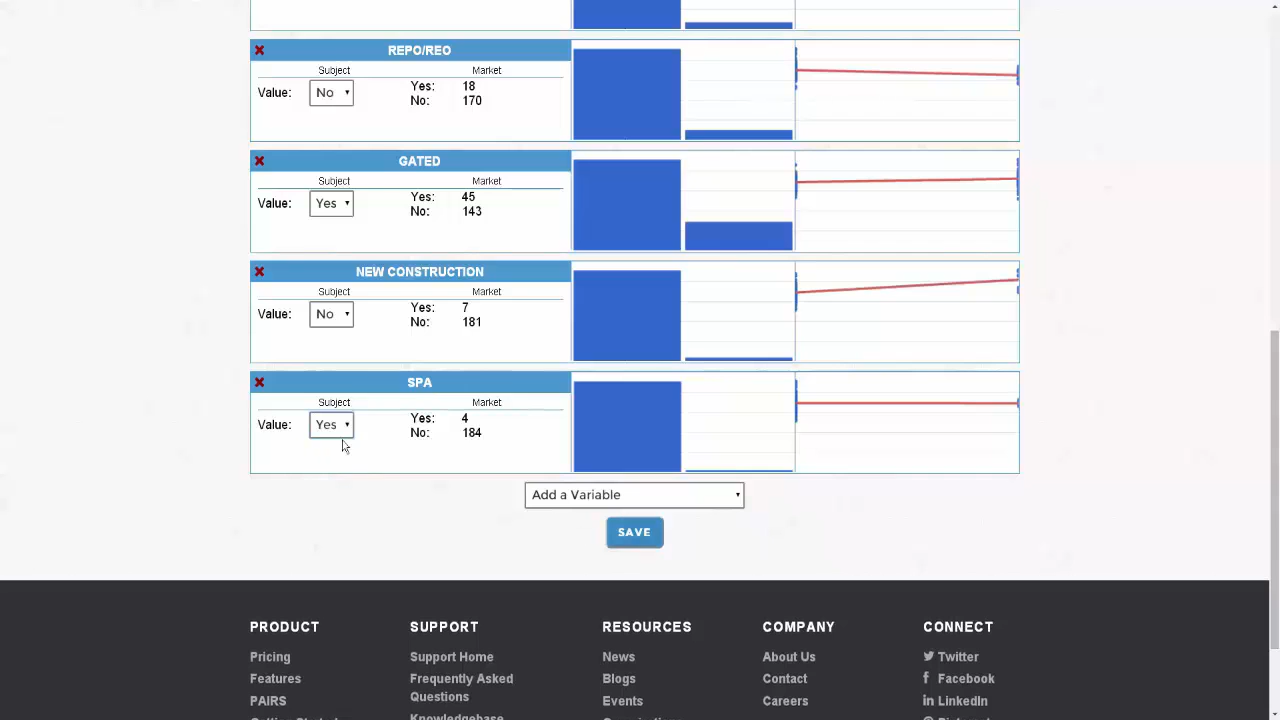 REPO/REO
Subject Market
Value: No Yes: 18
No: 170
GATED
Subject Market
Value: Yes Yes: 45
No: 143
NEW CONSTRUCTION
Subject Market
Value: No Yes: 7
No: 181
SPA
Subject Market
Value: Yes Yes: 4
No: 184
Add a Variable
SAVE
PRODUCT SUPPORT RESOURCES COMPANY CONNECT
Pricing Support Home News About Us Twitter
Features Frequently Asked Blogs Contact Facebook
Questions
PAIRS Events Careers LinkedIn
Knowledgebase